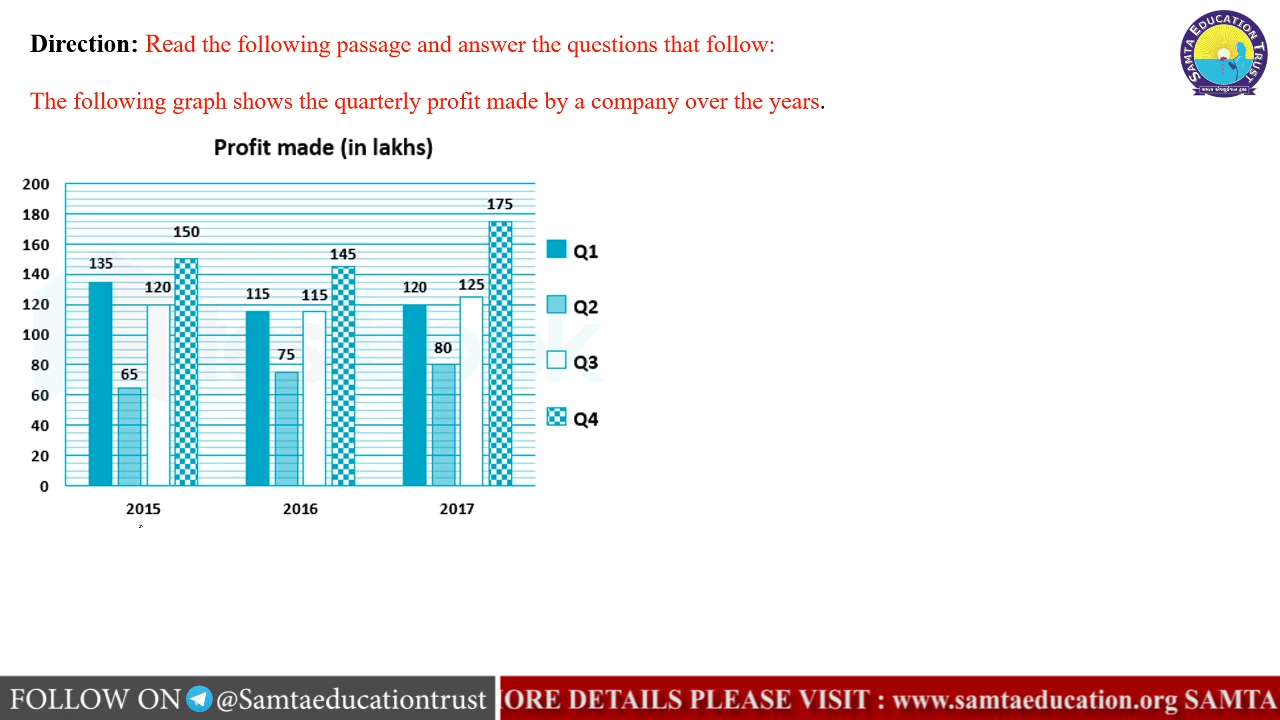 Direction: Read the following passage and answer the questions that follow:
The following graph shows the quarterly profit made by a company over the years.
SAMTA EDUCATION TRUST
Profit made (in lakhs)
200
180
160
140
120
100
80
60
40
20
0
135
65
120
150
115
75
115
145
120
80
125
175
2015
2016
2017
Q1
Q2
Q3
Q4
FOLLOW ON @Samtaeducationtrust
ORE DETAILS PLEASE VISIT : www.samtaeducation.org SAMTA